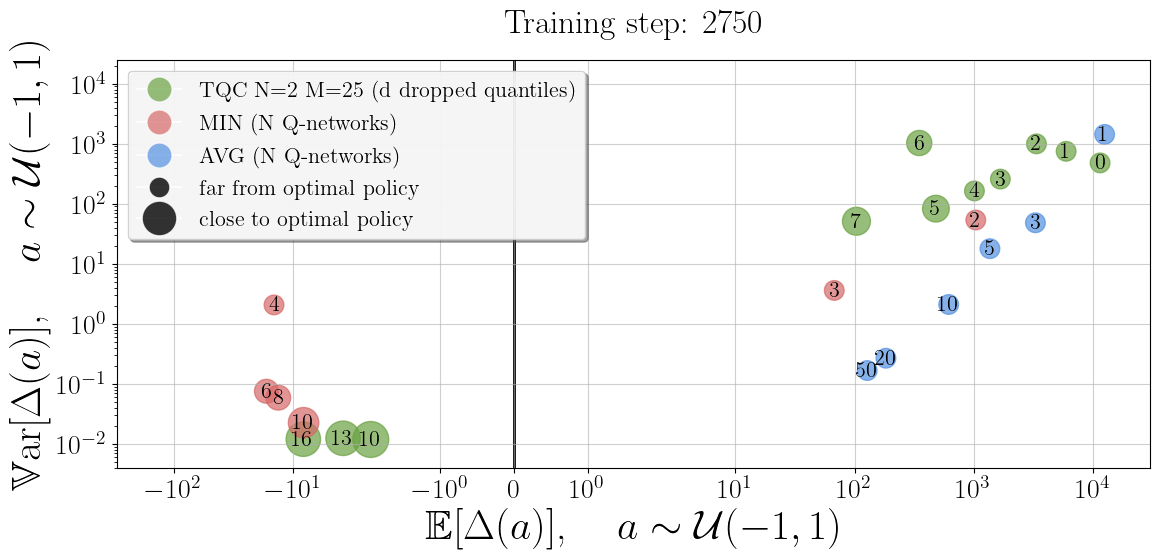 Training step: 2750
𝕍ar[Δ(a)], a ∼ 𝒰(−1, 1)
10⁴
10³
10²
10¹
10⁰
10⁻¹
10⁻²
TQC N=2 M=25 (d dropped quantiles)
MIN (N Q-networks)
AVG (N Q-networks)
far from optimal policy
close to optimal policy
6 2 1 1 0
3
4
5
7 2 3
5
3 10
4
20
50
6 8
10
16 13 10
−10² −10¹ −10⁰ 0 10⁰ 10¹ 10² 10³ 10⁴
𝔼[Δ(a)], a ∼ 𝒰(−1, 1)